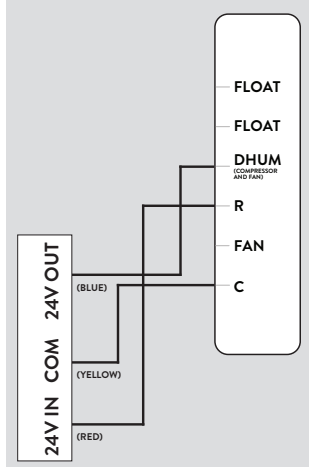 FLOAT
FLOAT
DHUM
(COMPRESSOR
AND FAN)
R
FAN
C
24V OUT
(BLUE)
COM
(YELLOW)
24V IN
(RED)